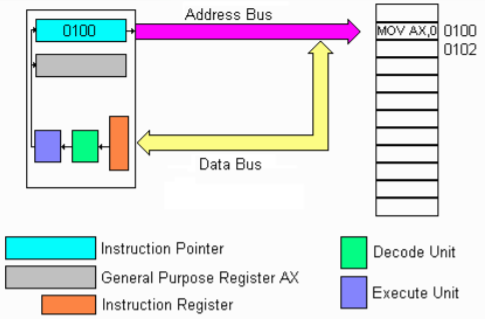 Address Bus
0100
MOV AX,0 0100
0102
Data Bus
Instruction Pointer
General Purpose Register AX
Instruction Register
Decode Unit
Execute Unit